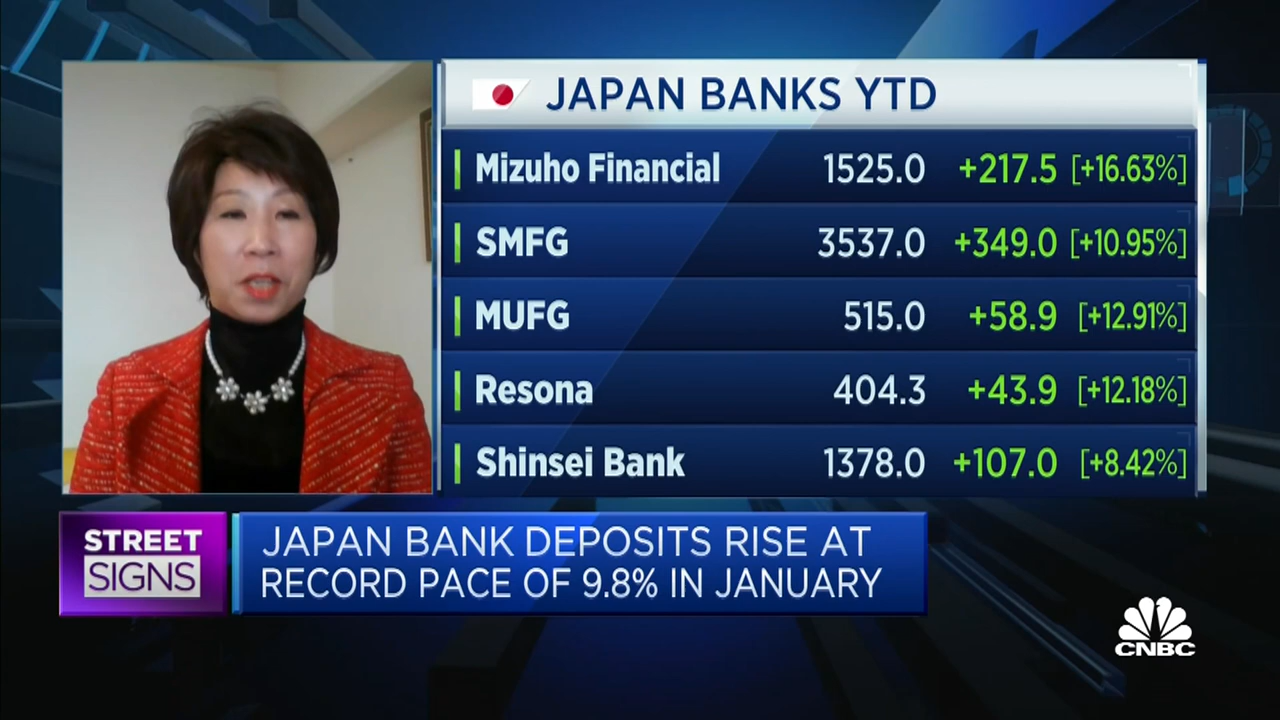 JAPAN BANKS YTD
Mizuho Financial 1525.0 +217.5 [+16.63%]
SMFG 3537.0 +349.0 [+10.95%]
MUFG 515.0 +58.9 [+12.91%]
Resona 404.3 +43.9 [+12.18%]
Shinsei Bank 1378.0 +107.0 [+8.42%]
STREET
SIGNS
JAPAN BANK DEPOSITS RISE AT
RECORD PACE OF 9.8% IN JANUARY
CNBC